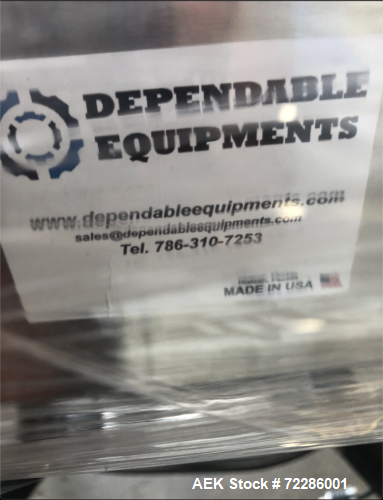 DEPENDABLE
EQUIPMENTS
www.dependableequipments.com
sales@dependableequipments.com
Tel. 786-310-7253
MADE IN USA
AEK Stock # 72286001